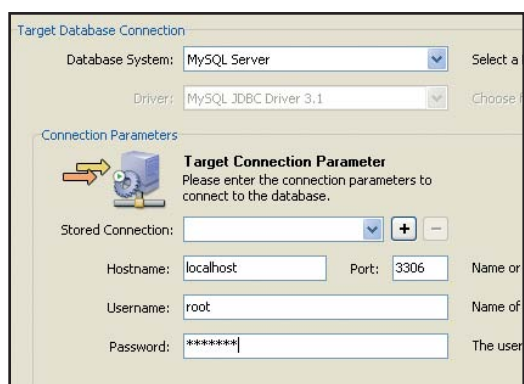 Target Database Connection
Database System: MySQL Server Select a
Driver: MySQL JDBC Driver 3.1 Choose
Connection Parameters
Target Connection Parameter
Please enter the connection parameters to
connect to the database.
Stored Connection: + −
Hostname: localhost Port: 3306 Name or
Username: root Name of
Password: ******* The user